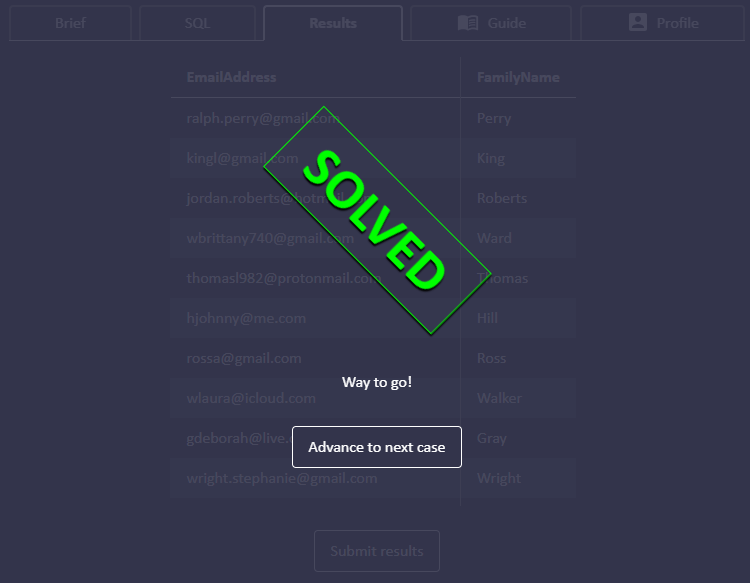 Brief SQL Results Guide Profile
EmailAddress FamilyName
ralph.perry@gmail.com Perry
kingl@gmail.com King
jordan.roberts@hotmail Roberts
wbrittany740@gmail.com Ward
thomasl982@protonmail.com Thomas
hjohnny@me.com Hill
rossa@gmail.com Ross
wlaura@icloud.com Walker
gdeborah@live. Gray
wright.stephanie@gmail.com Wright
SOLVED
Way to go!
Advance to next case
Submit results